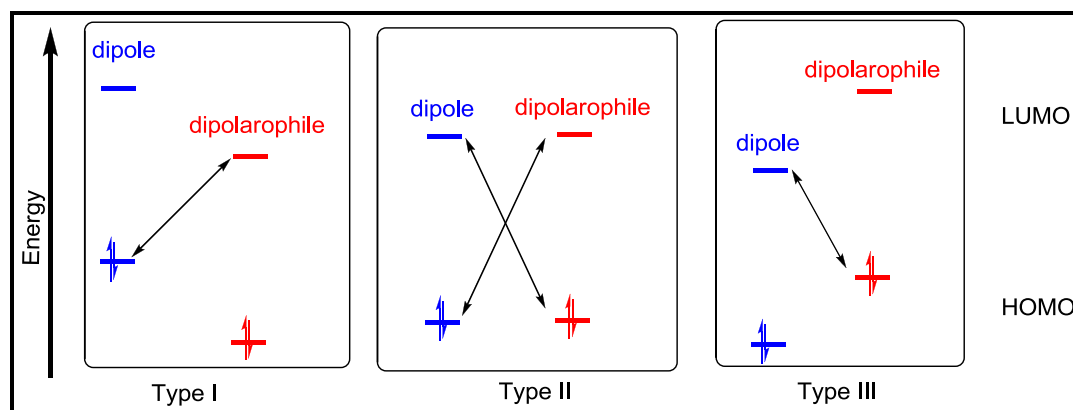 dipole
dipolarophile
Type I
dipole
dipolarophile
Type II
dipolarophile
dipole
Type III
LUMO
HOMO
Energy